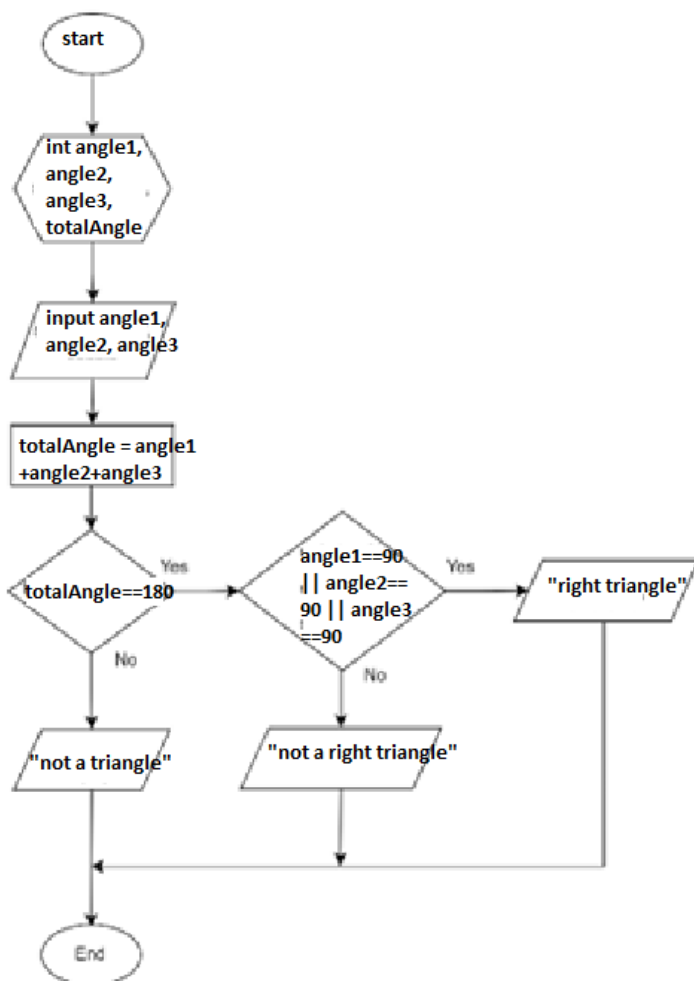 start
int angle1,
angle2,
angle3,
totalAngle
input angle1,
angle2, angle3
totalAngle = angle1
+angle2+angle3
totalAngle==180
Yes
angle1==90
|| angle2==
90 || angle3
==90
Yes
"right triangle"
No
No
"not a triangle"
"not a right triangle"
End